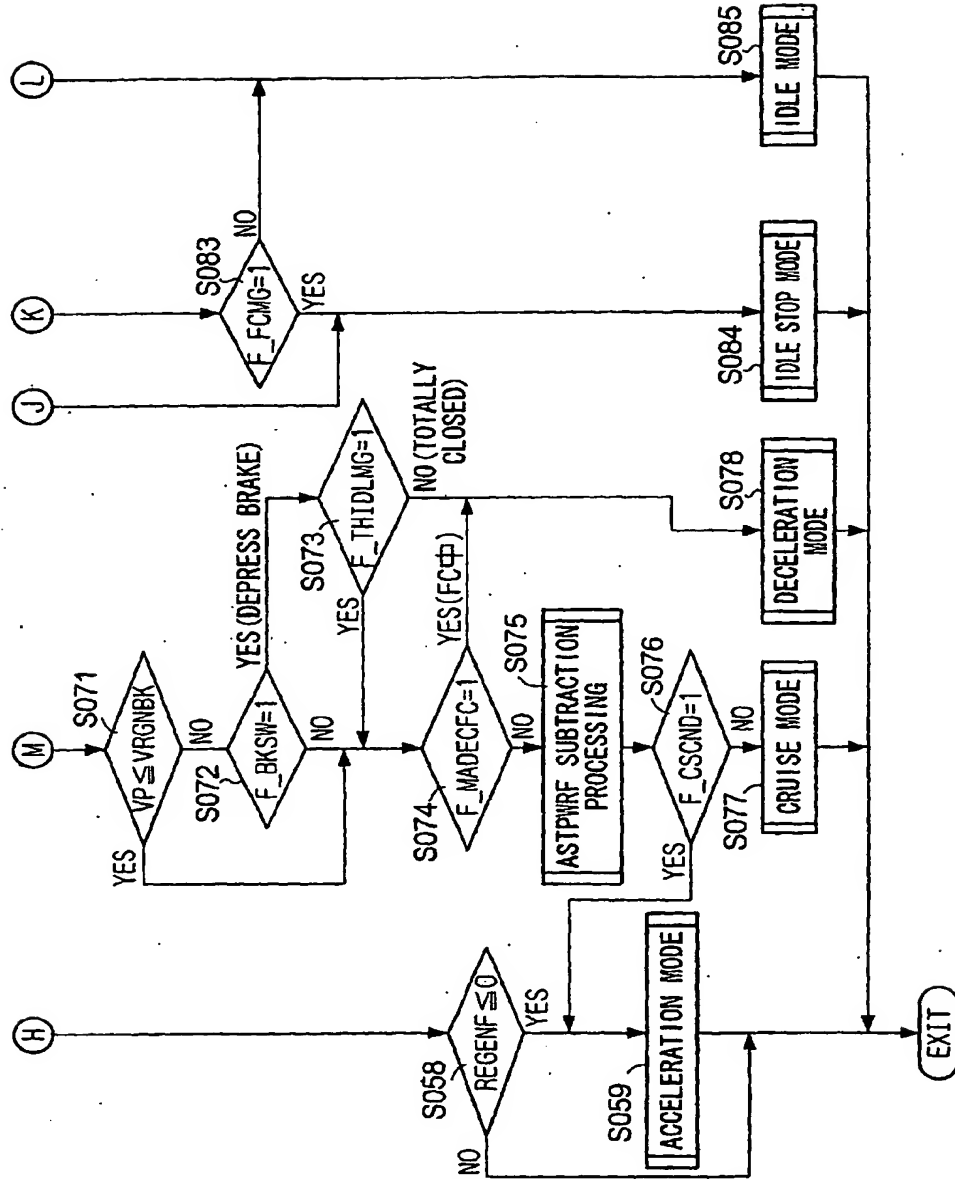 H
M
J
K
L
S071
VP≦VRGNBK
YES
NO
S072
F_BKSW=1
YES(DEPRESS BRAKE)
NO
S073
F_THIDLMG=1
YES
NO(TOTALLY
CLOSED)
S083
F_FCMG=1
NO
YES
S058
REGENF≦0
NO
YES
S074
F_MADECFC=1
YES(FC中)
NO
S075
ASTPWRF SUBTRACTION
PROCESSING
S076
F_CSCND=1
YES
NO
S059
ACCELERATION MODE
S077
CRUISE MODE
S078
DECELERATION
MODE
S084
IDLE STOP MODE
S085
IDLE MODE
EXIT